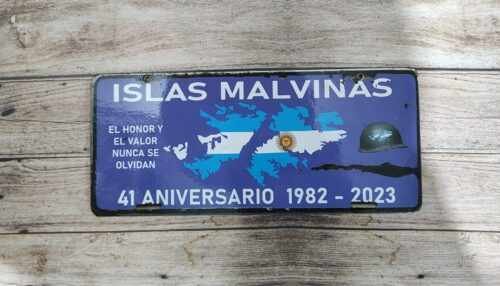 ISLAS MALVINAS
EL HONOR Y
EL VALOR
NUNCA SE
OLVIDAN
41 ANIVERSARIO 1982 - 2023